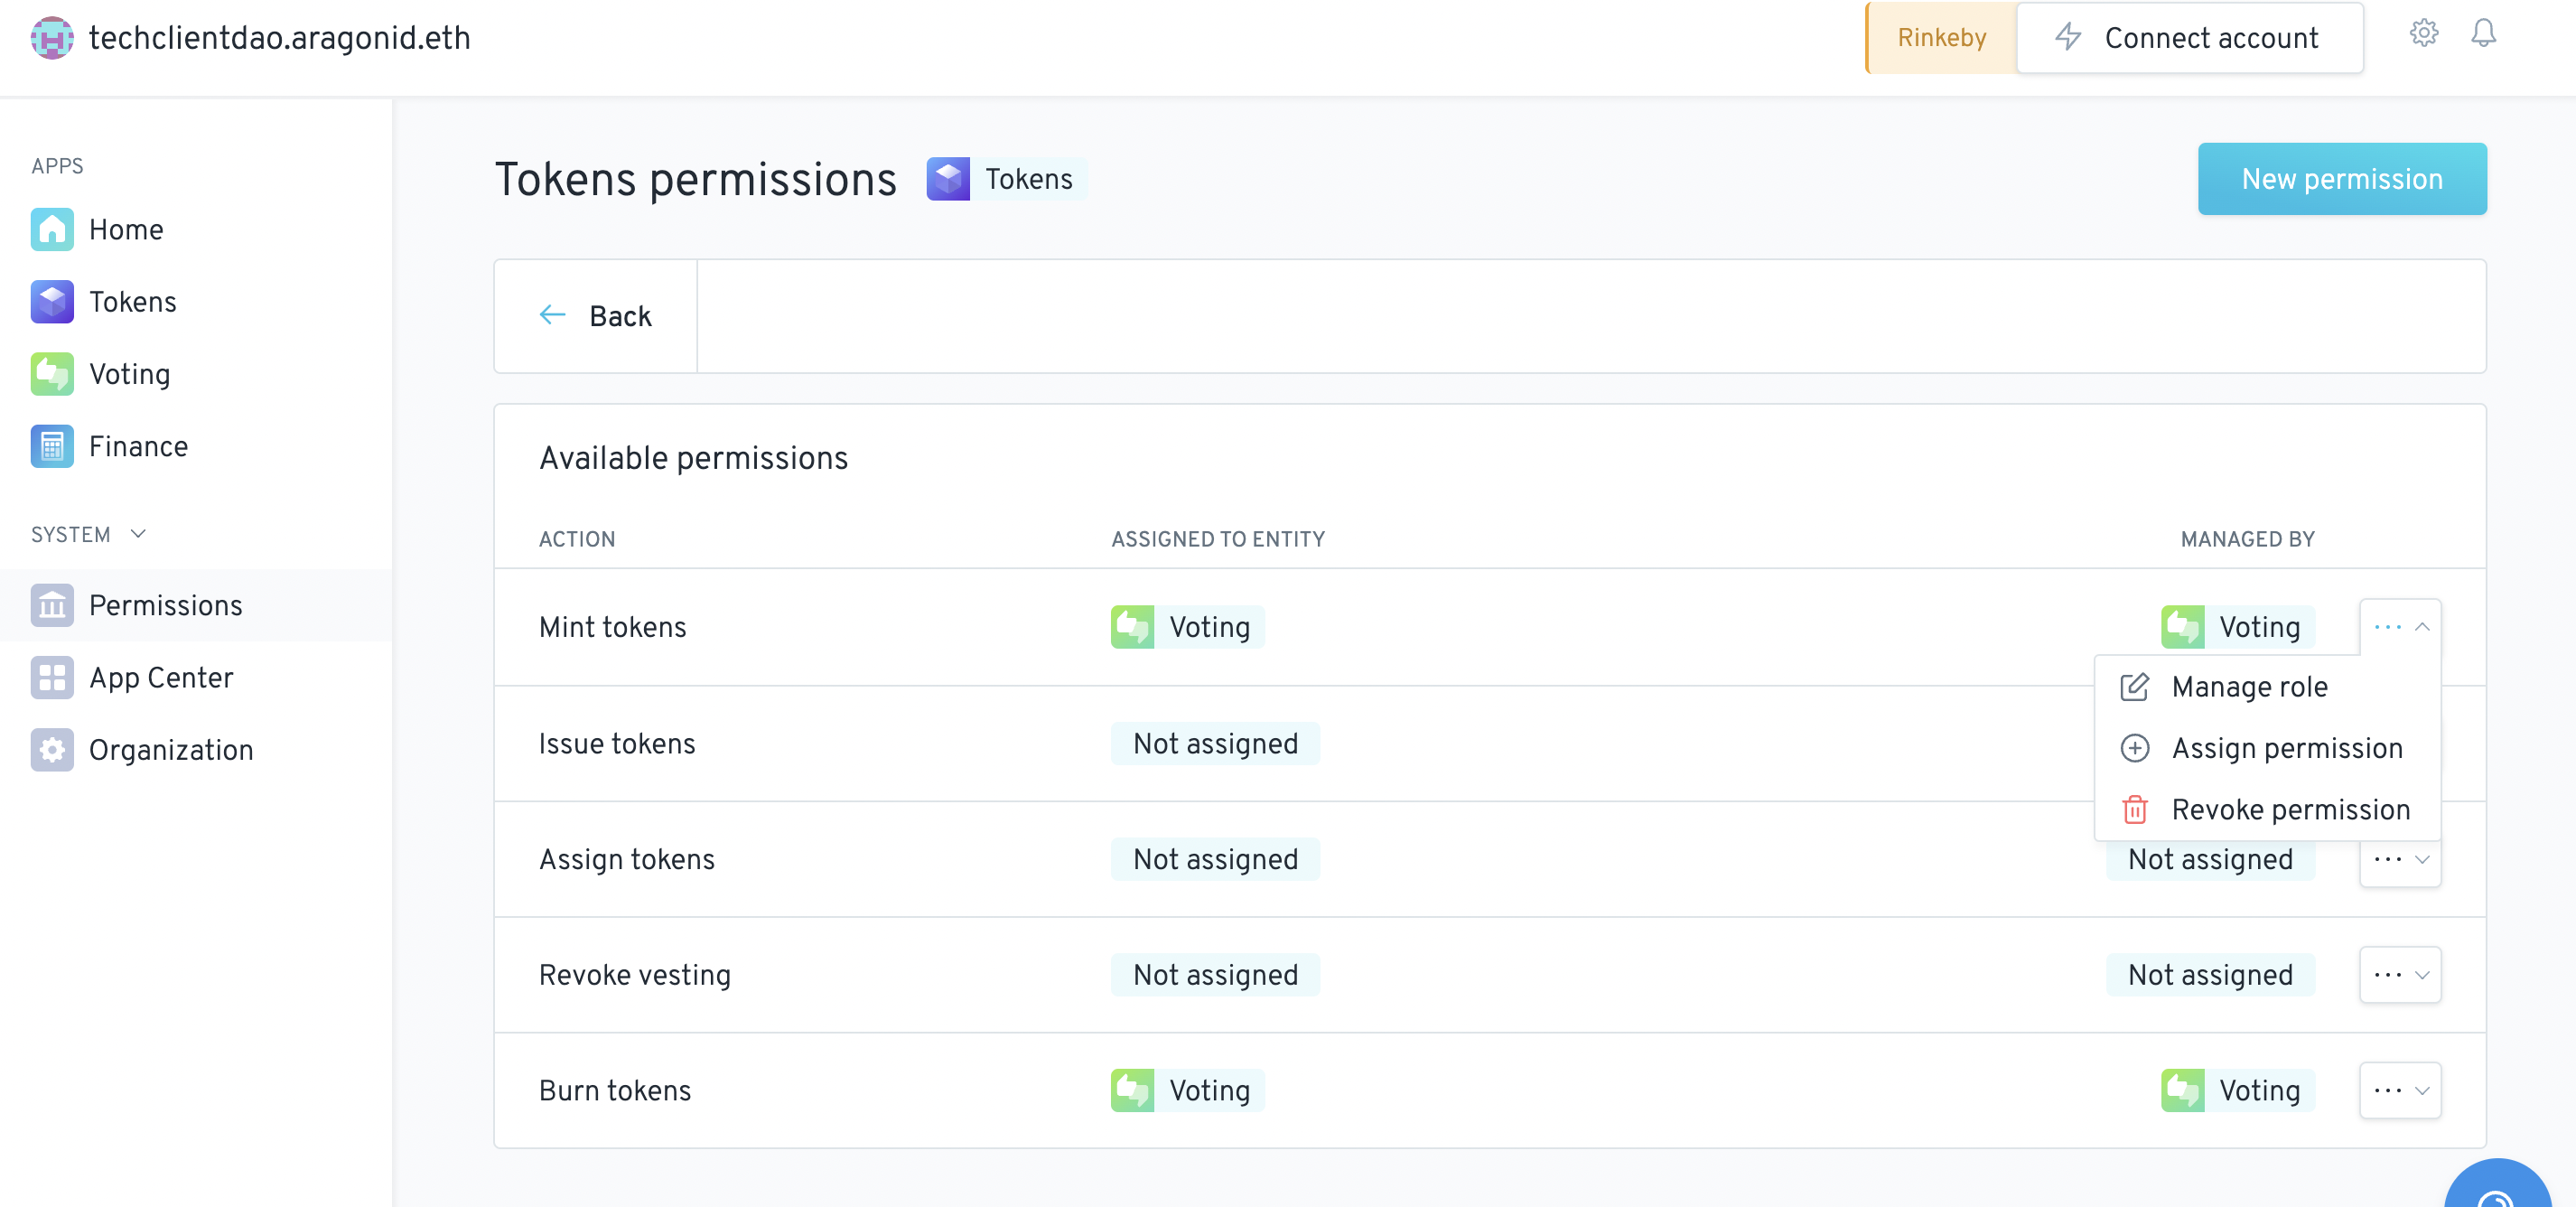 techclientdao.aragonid.eth
Rinkeby
Connect account
APPS
Home
Tokens
Voting
Finance
SYSTEM
Permissions
App Center
Organization
Tokens permissions Tokens
New permission
Back
Available permissions
ACTION ASSIGNED TO ENTITY MANAGED BY
Mint tokens Voting Voting
Manage role
Assign permission
Revoke permission
Issue tokens Not assigned
Assign tokens Not assigned Not assigned
Revoke vesting Not assigned Not assigned
Burn tokens Voting Voting